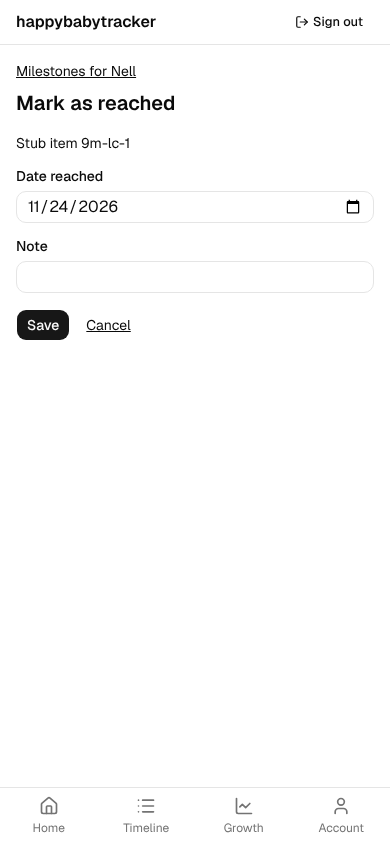 happybabytracker
Sign out
Milestones for Nell
Mark as reached
Stub item 9m-lc-1
Date reached
11/24/2026
Note
Save
Cancel
Home
Timeline
Growth
Account